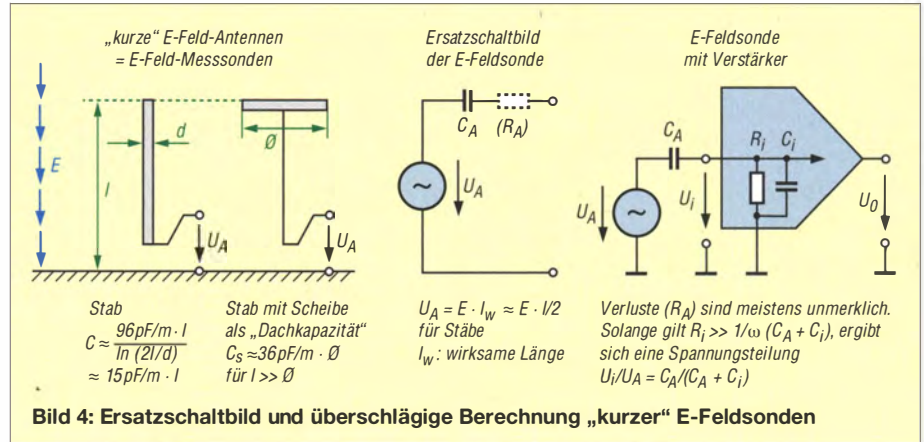 „kurze" E-Feld-Antennen
= E-Feld-Messsonden
E
l
d
Ø
U_A
U_A
Stab
C ≈ 96pF/m · l / ln (2l/d)
≈ 15pF/m · l
Stab mit Scheibe
als „Dachkapazität"
C_S ≈36pF/m · Ø
für l >> Ø
Ersatzschaltbild
der E-Feldsonde
C_A (R_A)
~ U_A
U_A = E · l_W ≈ E · l/2
für Stäbe
l_W : wirksame Länge
E-Feldsonde
mit Verstärker
C_A
R_i C_i
U_A ~ U_i
U_0
Verluste (R_A) sind meistens unmerklich.
Solange gilt R_i >> 1/ω (C_A + C_i), ergibt
sich eine Spannungsteilung
U_i/U_A = C_A/(C_A + C_i)
Bild 4: Ersatzschaltbild und überschlägige Berechnung „kurzer" E-Feldsonden